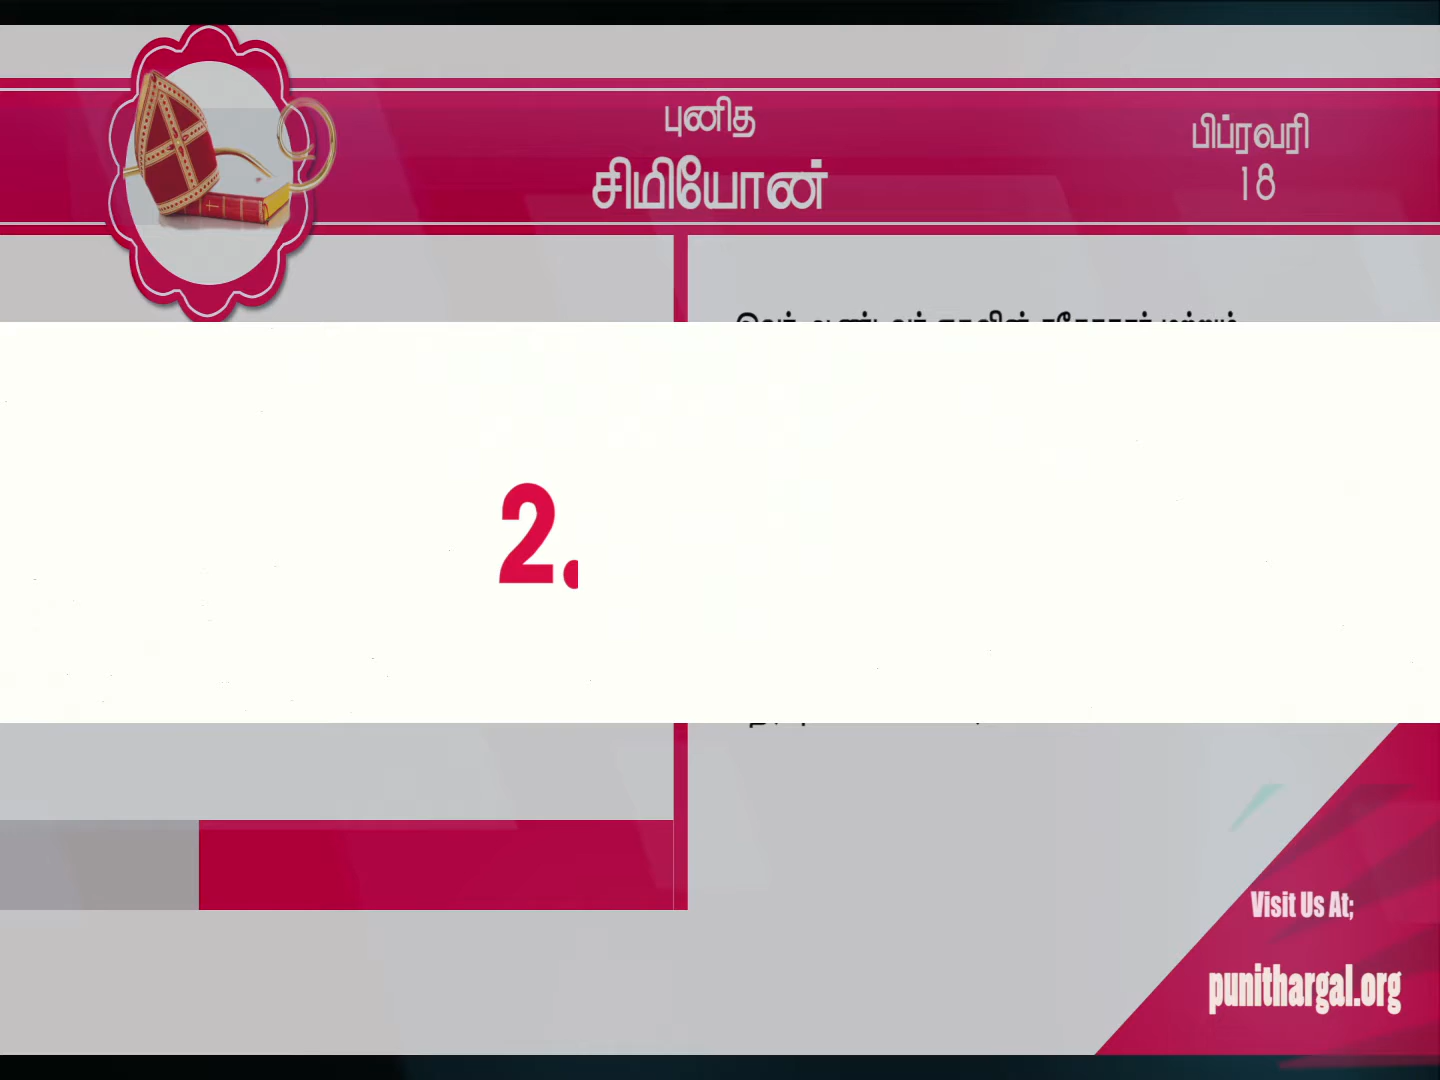 புனித
சிமியோன்
பிப்ரவரி
18
2.
Visit Us At;
punithargal.org